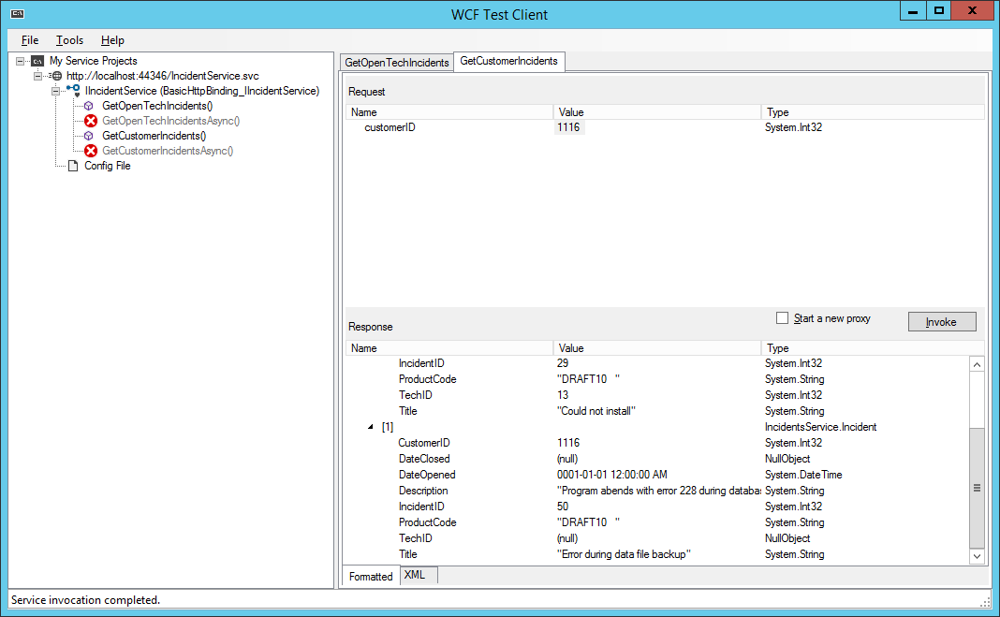 WCF Test Client
File Tools Help
My Service Projects
http://localhost:44346/IncidentService.svc
IIncidentService (BasicHttpBinding_IIncidentService)
GetOpenTechIncidents()
GetOpenTechIncidentsAsync()
GetCustomerIncidents()
GetCustomerIncidentsAsync()
Config File
GetOpenTechIncidents GetCustomerIncidents
Request
Name Value Type
customerID 1116 System.Int32
Start a new proxy Invoke
Response
Name Value Type
IncidentID 29 System.Int32
ProductCode "DRAFT10   " System.String
TechID 13 System.Int32
Title "Could not install" System.String
[1] IncidentsService.Incident
CustomerID 1116 System.Int32
DateClosed (null) NullObject
DateOpened 0001-01-01 12:00:00 AM System.DateTime
Description "Program abends with error 228 during databa System.String
IncidentID 50 System.Int32
ProductCode "DRAFT10   " System.String
TechID (null) NullObject
Title "Error during data file backup" System.String
Formatted XML
Service invocation completed.